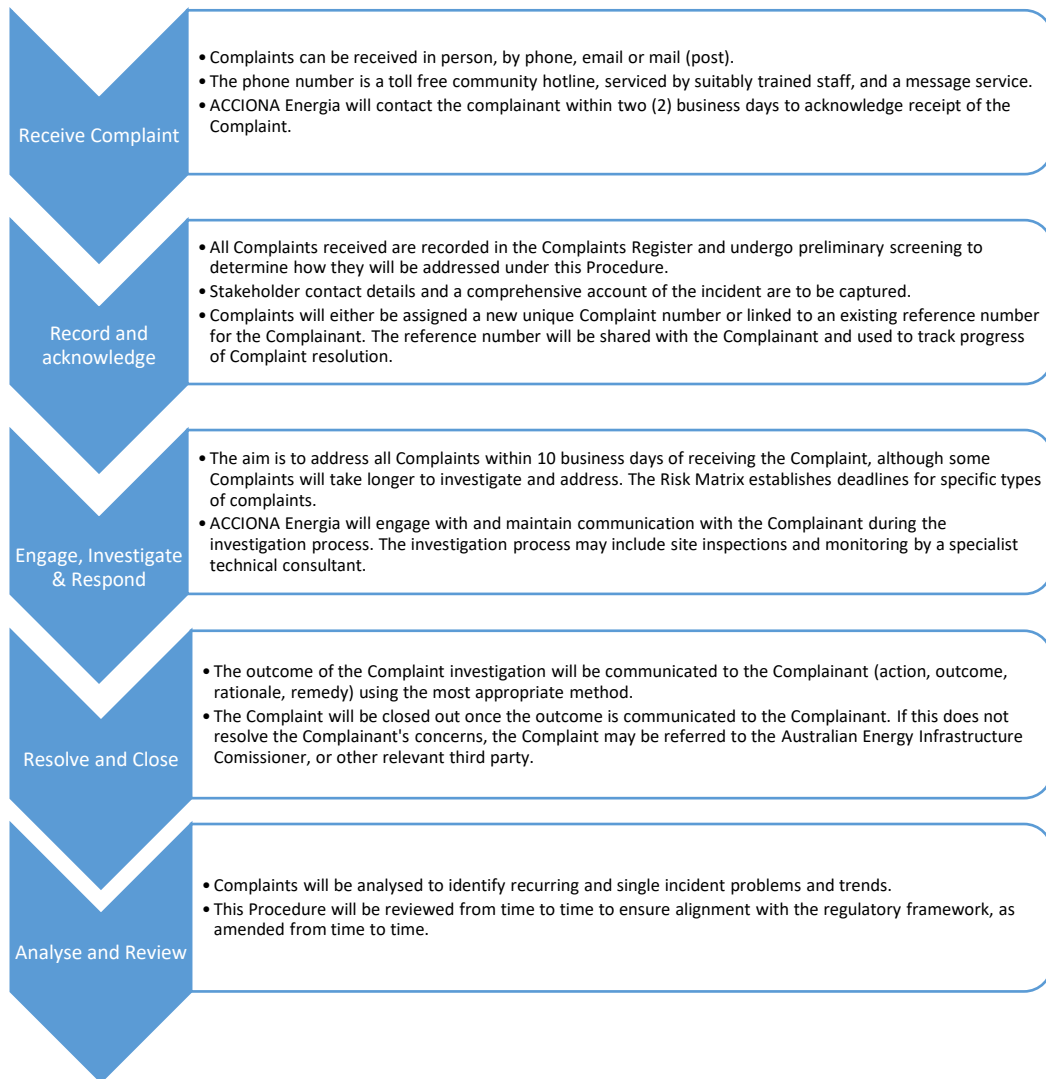 Receive Complaint
• Complaints can be received in person, by phone, email or mail (post).
• The phone number is a toll free community hotline, serviced by suitably trained staff, and a message service.
• ACCIONA Energia will contact the complainant within two (2) business days to acknowledge receipt of the
Complaint.
Record and
acknowledge
• All Complaints received are recorded in the Complaints Register and undergo preliminary screening to
determine how they will be addressed under this Procedure.
• Stakeholder contact details and a comprehensive account of the incident are to be captured.
• Complaints will either be assigned a new unique Complaint number or linked to an existing reference number
for the Complainant. The reference number will be shared with the Complainant and used to track progress
of Complaint resolution.
Engage, Investigate
& Respond
• The aim is to address all Complaints within 10 business days of receiving the Complaint, although some
Complaints will take longer to investigate and address. The Risk Matrix establishes deadlines for specific types
of complaints.
• ACCIONA Energia will engage with and maintain communication with the Complainant during the
investigation process. The investigation process may include site inspections and monitoring by a specialist
technical consultant.
Resolve and Close
• The outcome of the Complaint investigation will be communicated to the Complainant (action, outcome,
rationale, remedy) using the most appropriate method.
• The Complaint will be closed out once the outcome is communicated to the Complainant. If this does not
resolve the Complainant's concerns, the Complaint may be referred to the Australian Energy Infrastructure
Comissioner, or other relevant third party.
Analyse and Review
• Complaints will be analysed to identify recurring and single incident problems and trends.
• This Procedure will be reviewed from time to time to ensure alignment with the regulatory framework, as
amended from time to time.